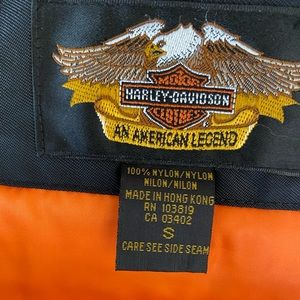 MOTOR
HARLEY-DAVIDSON
CLOTHES
AN AMERICAN LEGEND
100% NYLON/NYLON
NILON/NILON
MADE IN HONG KONG
RN 103819
CA 03402
S
CARE SEE SIDE SEAM